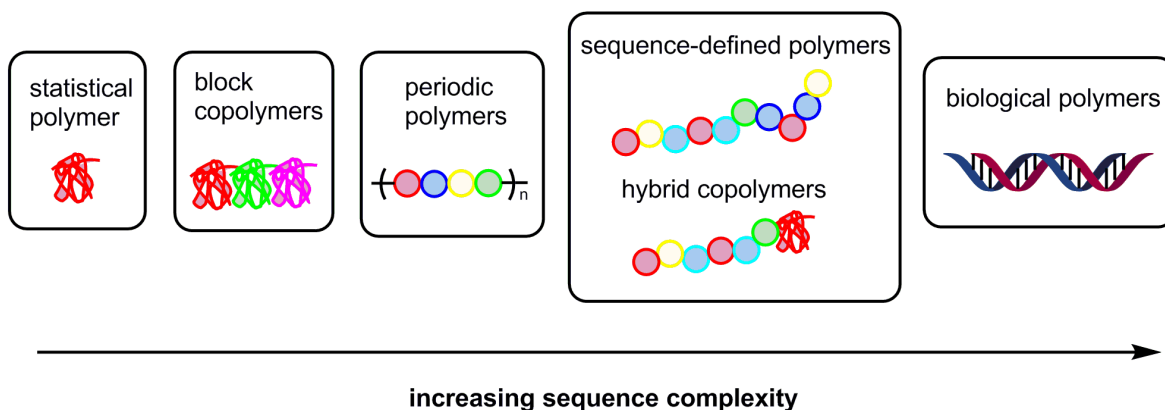 statistical
polymer
block
copolymers
periodic
polymers
n
sequence-defined polymers
hybrid copolymers
biological polymers
increasing sequence complexity